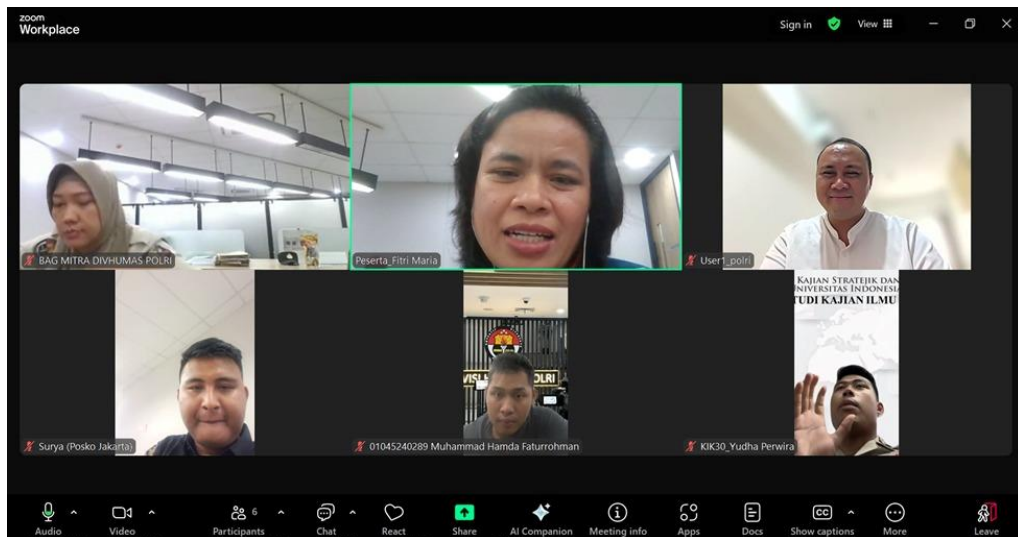 zoom
Workplace
Sign in
View
BAG MITRA DIVHUMAS POLRI
Peserta_Fitri Maria
User1_polri
KAJIAN STRATEJIK DAN
UNIVERSITAS INDONESIA
TUDI KAJIAN ILMU
Surya (Posko Jakarta)
POLRI
01045240289 Muhammad Hamda Faturrohman
KIK30_Yudha Perwira
6
Audio
Video
Participants
Chat
React
Share
AI Companion
Meeting info
Apps
Docs
CC
Show captions
More
Leave